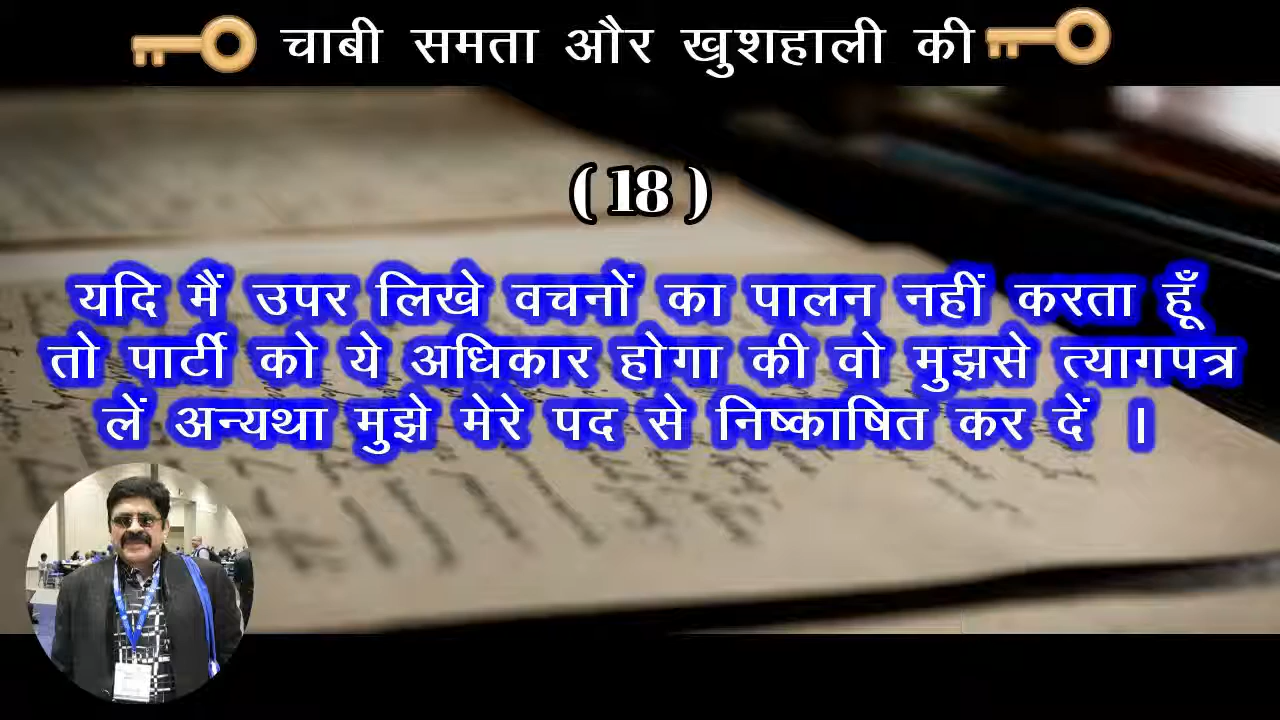 चाबी समता और खुशहाली की
( 18 )
यदि मैं उपर लिखे वचनों का पालन नहीं करता हूँ
तो पार्टी को ये अधिकार होगा की वो मुझसे त्यागपत्र
लें अन्यथा मुझे मेरे पद से निष्काषित कर दें ।